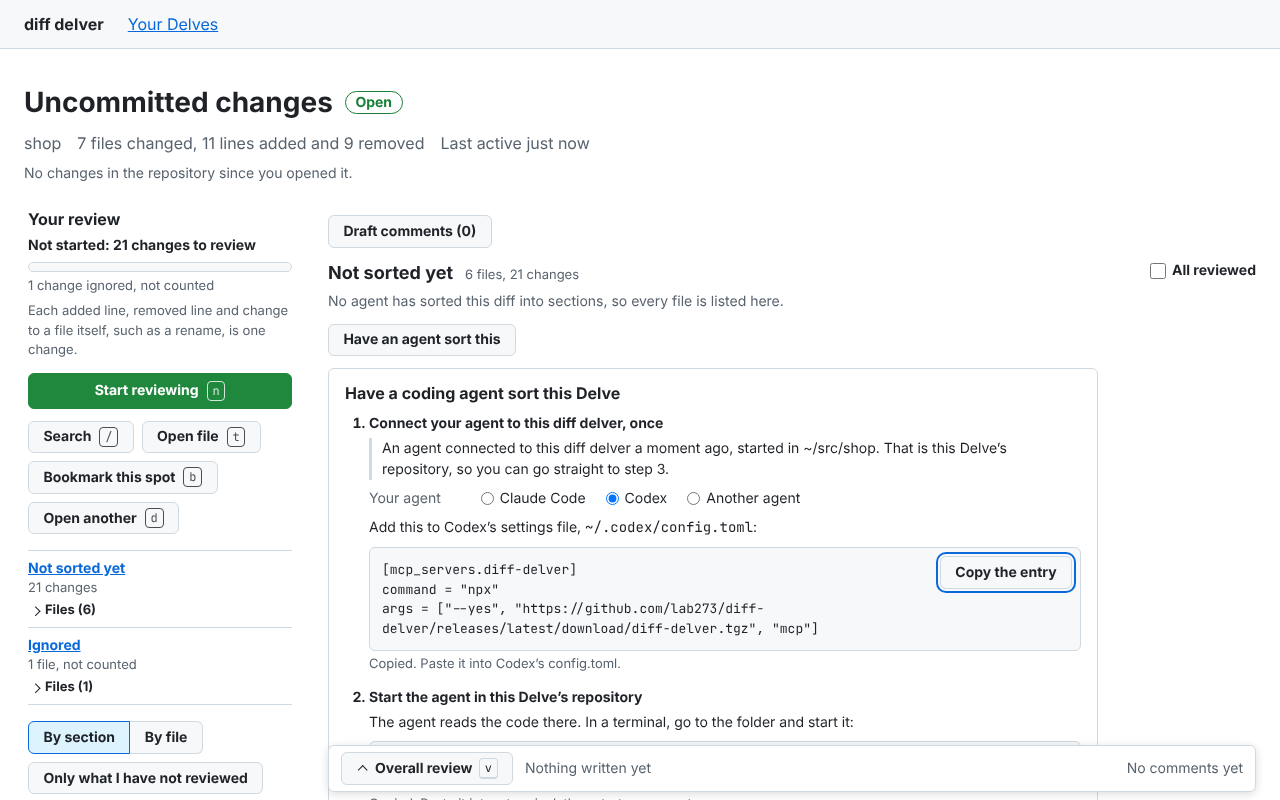 diff delver Your Delves
Uncommitted changes Open
shop 7 files changed, 11 lines added and 9 removed Last active just now
No changes in the repository since you opened it.
Your review
Not started: 21 changes to review
1 change ignored, not counted
Each added line, removed line and change
to a file itself, such as a rename, is one
change.
Start reviewing n
Search / Open file t
Bookmark this spot b
Open another d
Not sorted yet
21 changes
Files (6)
Ignored
1 file, not counted
Files (1)
By section By file
Only what I have not reviewed
Draft comments (0)
Not sorted yet 6 files, 21 changes All reviewed
No agent has sorted this diff into sections, so every file is listed here.
Have an agent sort this
Have a coding agent sort this Delve
1. Connect your agent to this diff delver, once
An agent connected to this diff delver a moment ago, started in ~/src/shop. That is this Delve’s
repository, so you can go straight to step 3.
Your agent Claude Code Codex Another agent
Add this to Codex’s settings file, ~/.codex/config.toml:
[mcp_servers.diff-delver]
command = "npx"
args = ["--yes", "https://github.com/lab273/diff-
delver/releases/latest/download/diff-delver.tgz", "mcp"]
Copy the entry
Copied. Paste it into Codex’s config.toml.
2. Start the agent in this Delve’s repository
The agent reads the code there. In a terminal, go to the folder and start it:
Overall review v Nothing written yet No comments yet